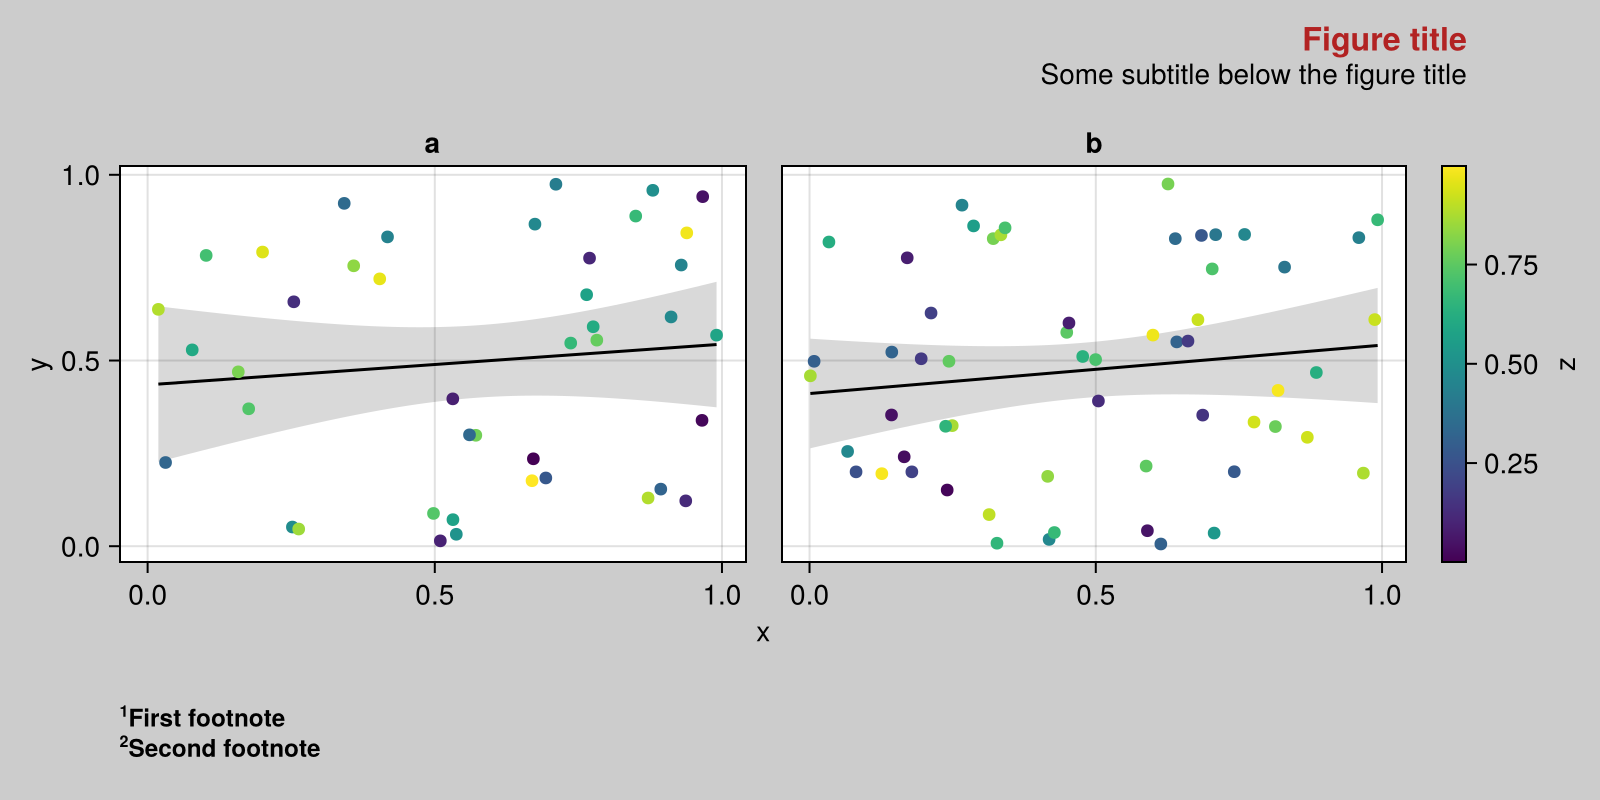 Figure title
Some subtitle below the figure title
a
b
1.0
0.5
0.0
y
0.0
0.5
1.0
0.0
0.5
1.0
x
0.75
0.50
0.25
z
¹First footnote
²Second footnote